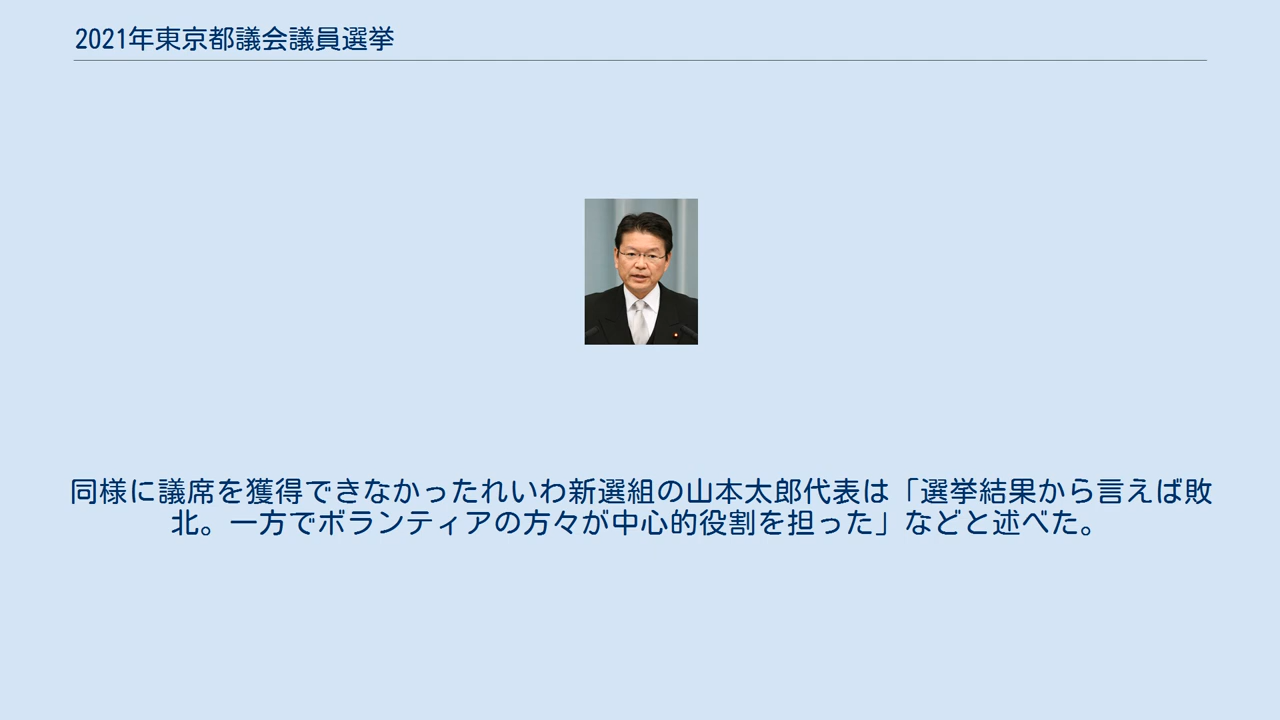 2021年東京都議会議員選挙
同様に議席を獲得できなかったれいわ新選組の山本太郎代表は「選挙結果から言えば敗
北。一方でボランティアの方々が中心的役割を担った」などと述べた。